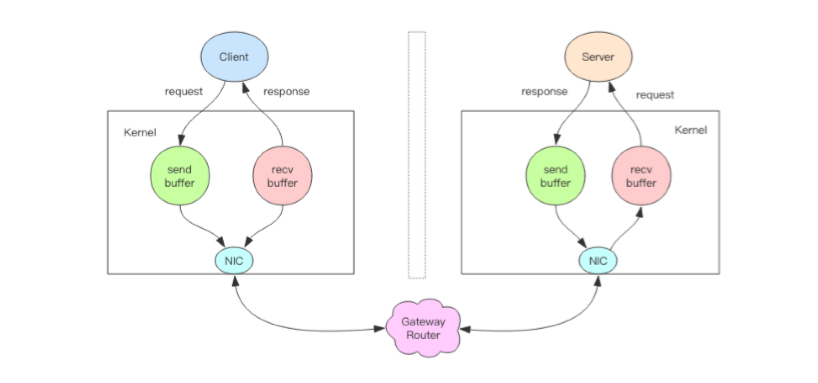 Client
Server
request
response
response
request
Kernel
Kernel
send
buffer
recv
buffer
send
buffer
recv
buffer
NIC
NIC
Gateway
Router